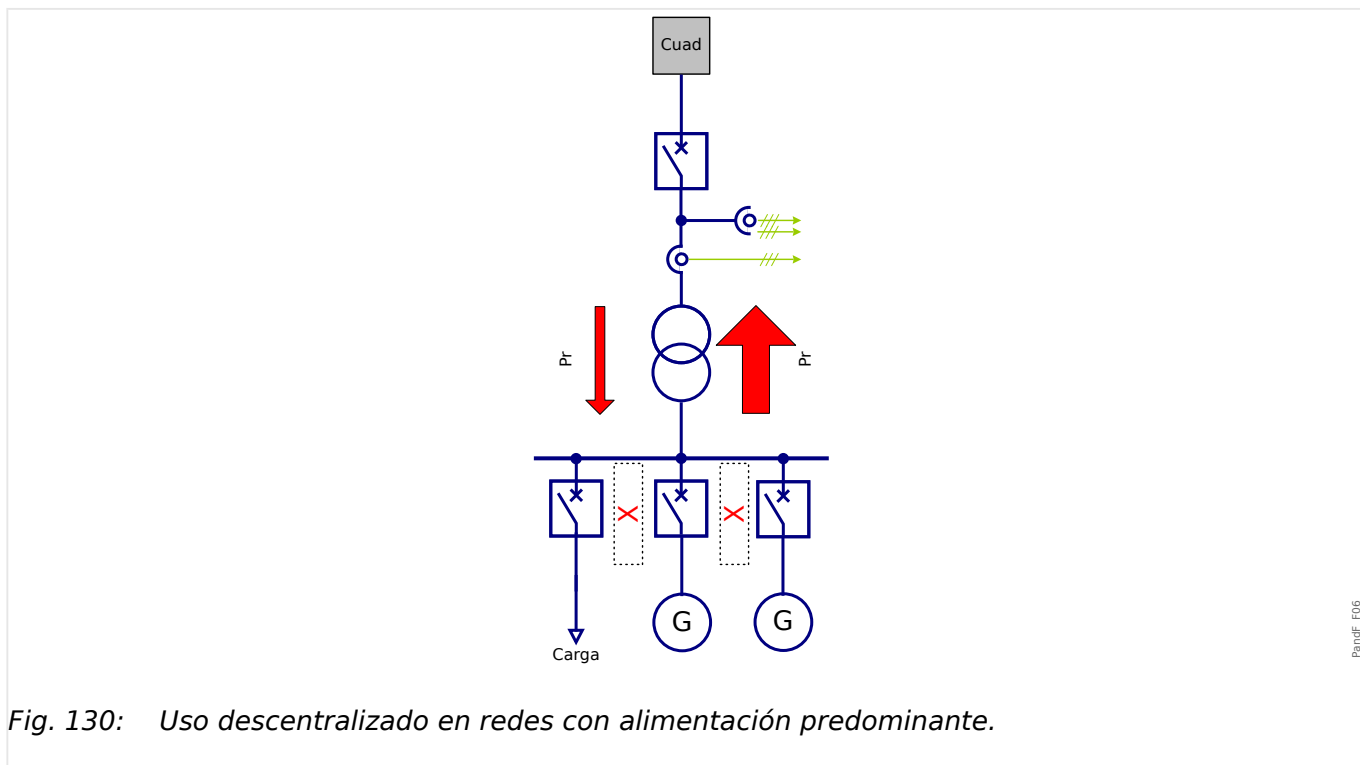 Cuad
Pr
Pr
X
X
G
G
Carga
PandF_F06
Fig. 130: Uso descentralizado en redes con alimentación predominante.